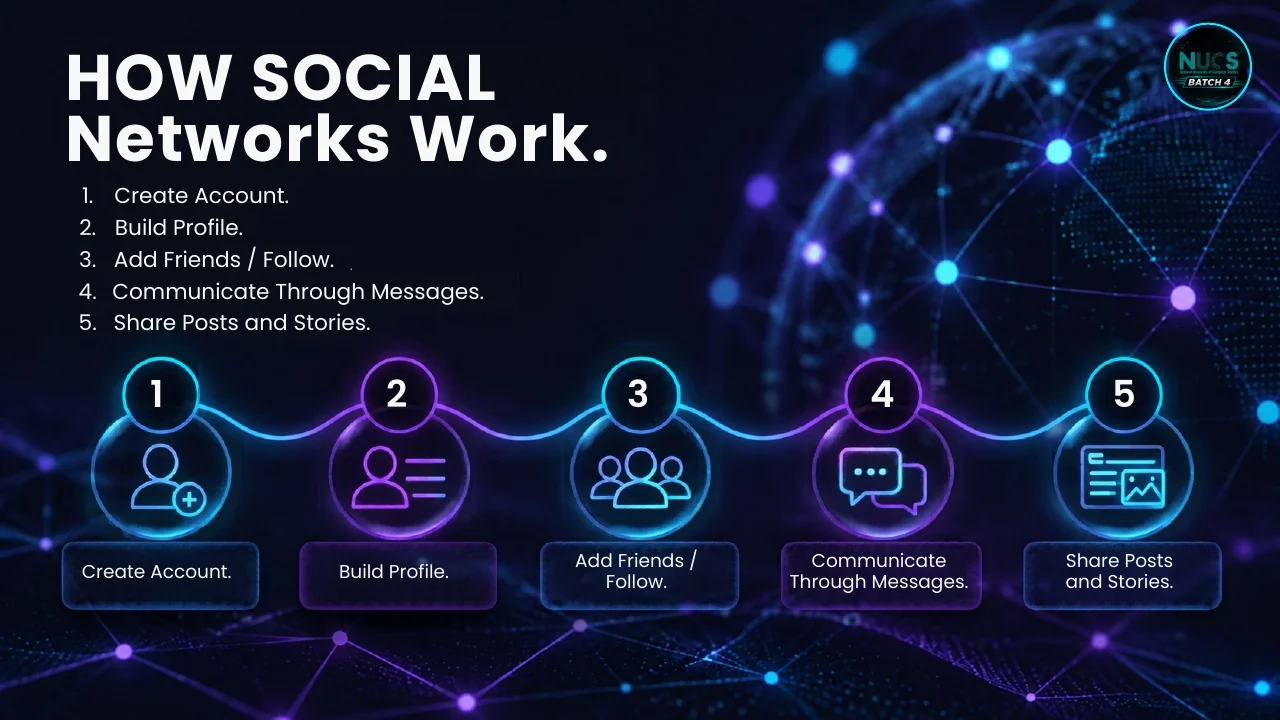 HOW SOCIAL
Networks Work.
1. Create Account.
2. Build Profile.
3. Add Friends / Follow.
4. Communicate Through Messages.
5. Share Posts and Stories.
NUCS
BATCH 4
1
2
3
4
5
Create Account.
Build Profile.
Add Friends /
Follow.
Communicate
Through Messages.
Share Posts
and Stories.